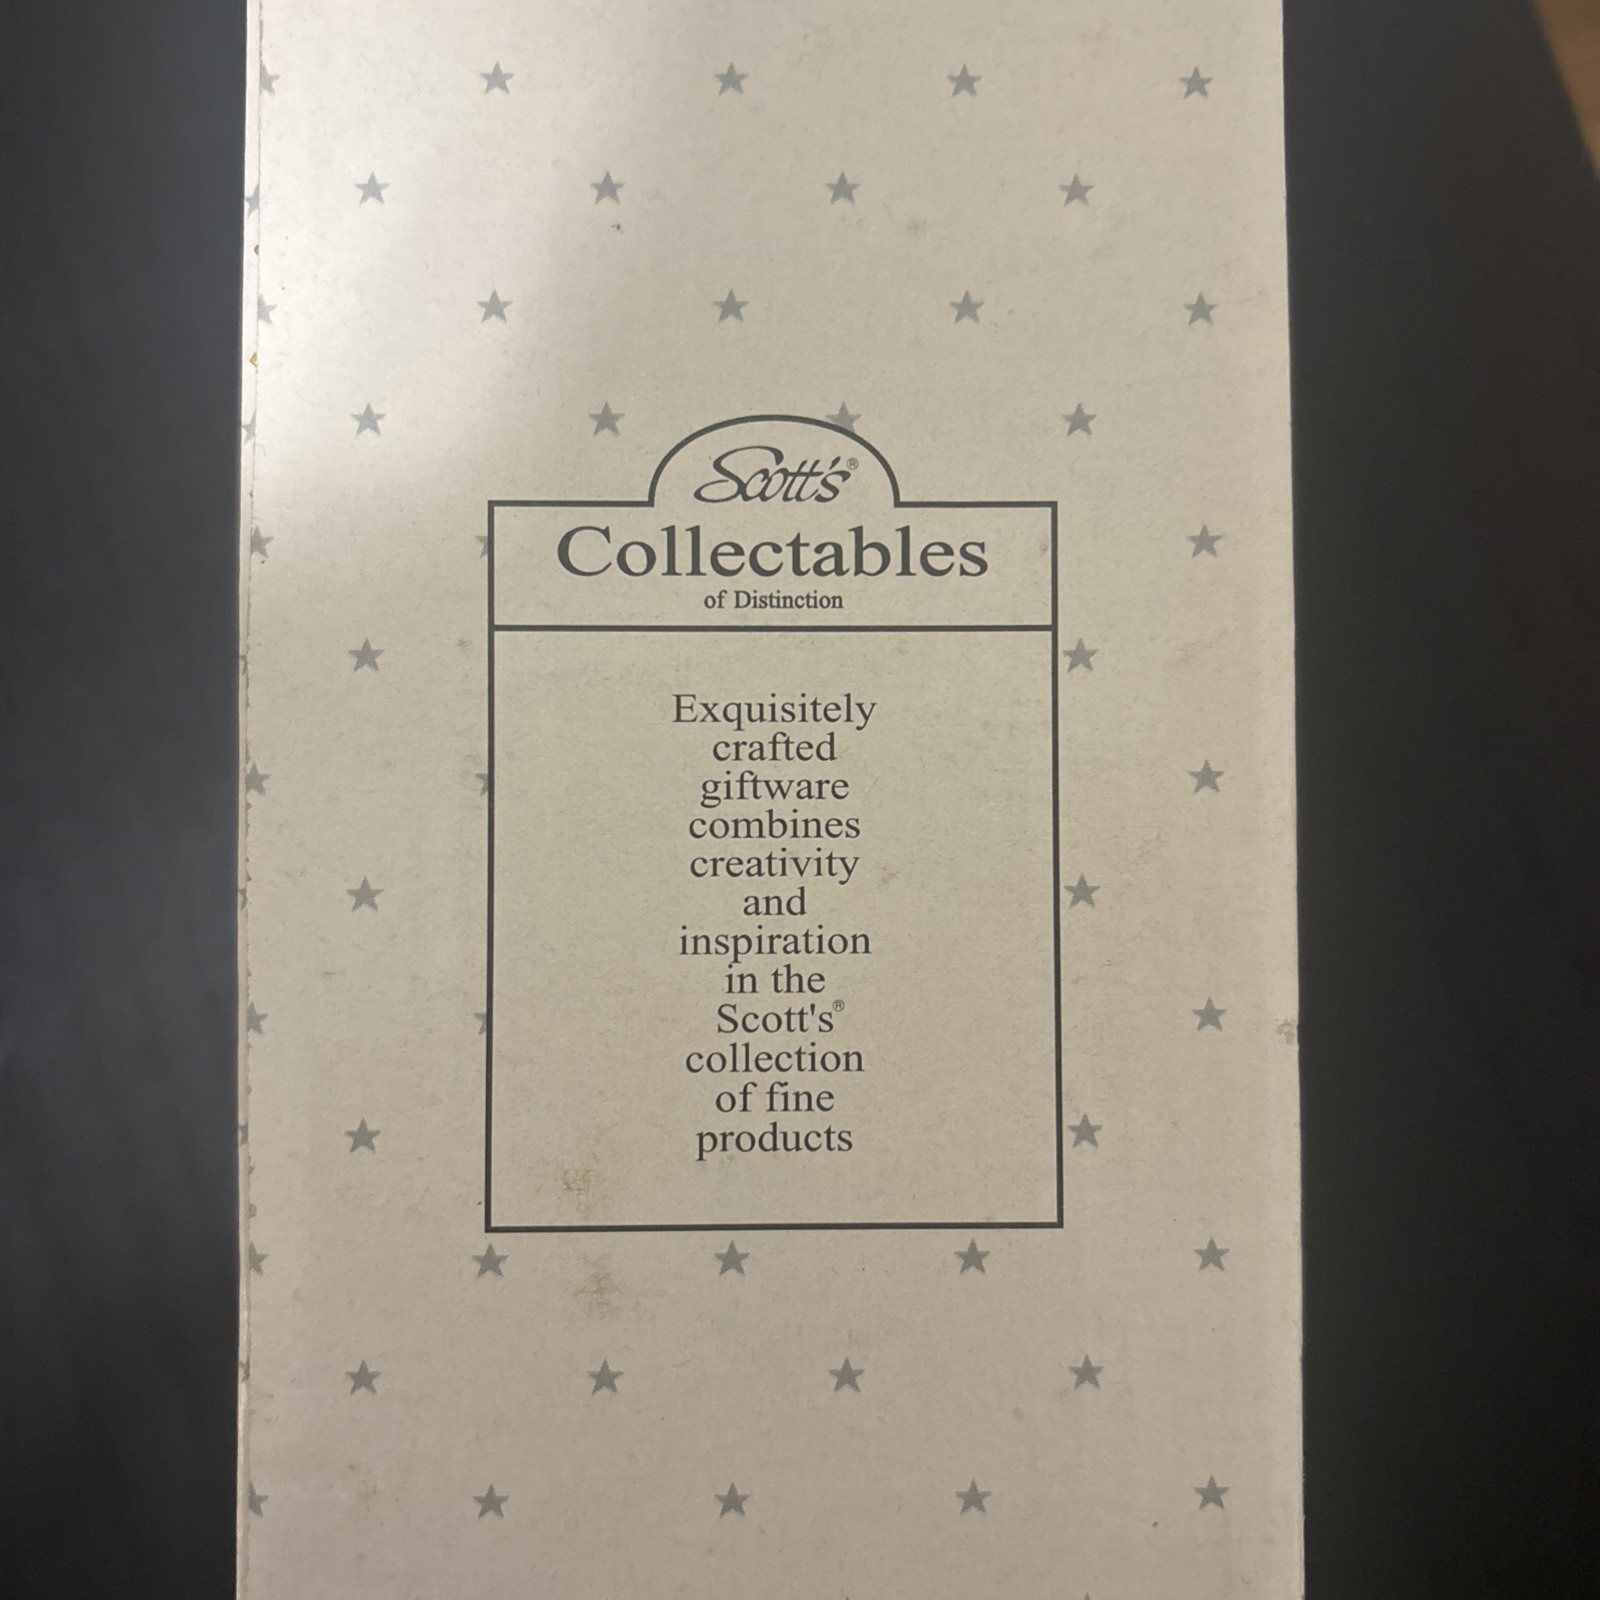 Scott's®
Collectables
of Distinction
Exquisitely
crafted
giftware
combines
creativity
and
inspiration
in the
Scott's®
collection
of fine
products